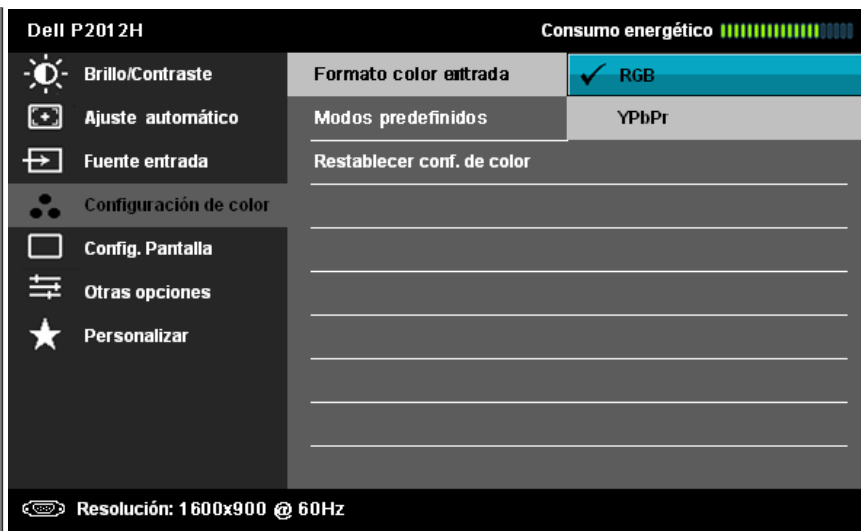 Dell P2012H
Consumo energético
Brillo/Contraste
Ajuste automático
Fuente entrada
Configuración de color
Config. Pantalla
Otras opciones
Personalizar
Formato color entrada
Modos predefinidos
Restablecer conf. de color
RGB
YPbPr
Resolución: 1600x900 @ 60Hz